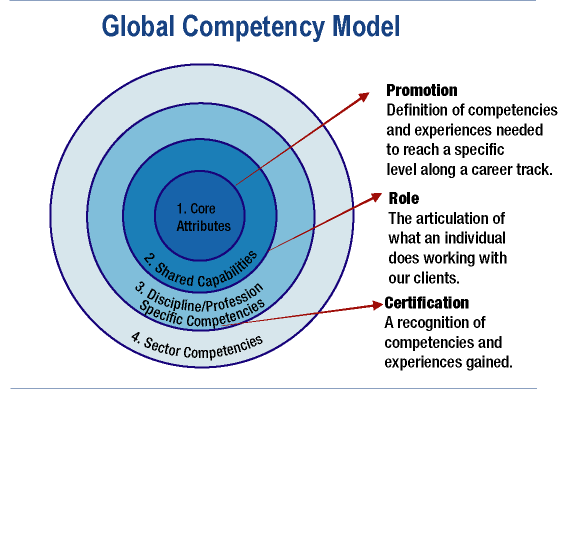 Global Competency Model
1. Core
Attributes
2. Shared Capabilities
3. Discipline/Profession
Specific Competencies
4. Sector Competencies
Promotion
Definition of competencies
and experiences needed
to reach a specific
level along a career track.
Role
The articulation of
what an individual
does working with
our clients.
Certification
A recognition of
competencies and
experiences gained.